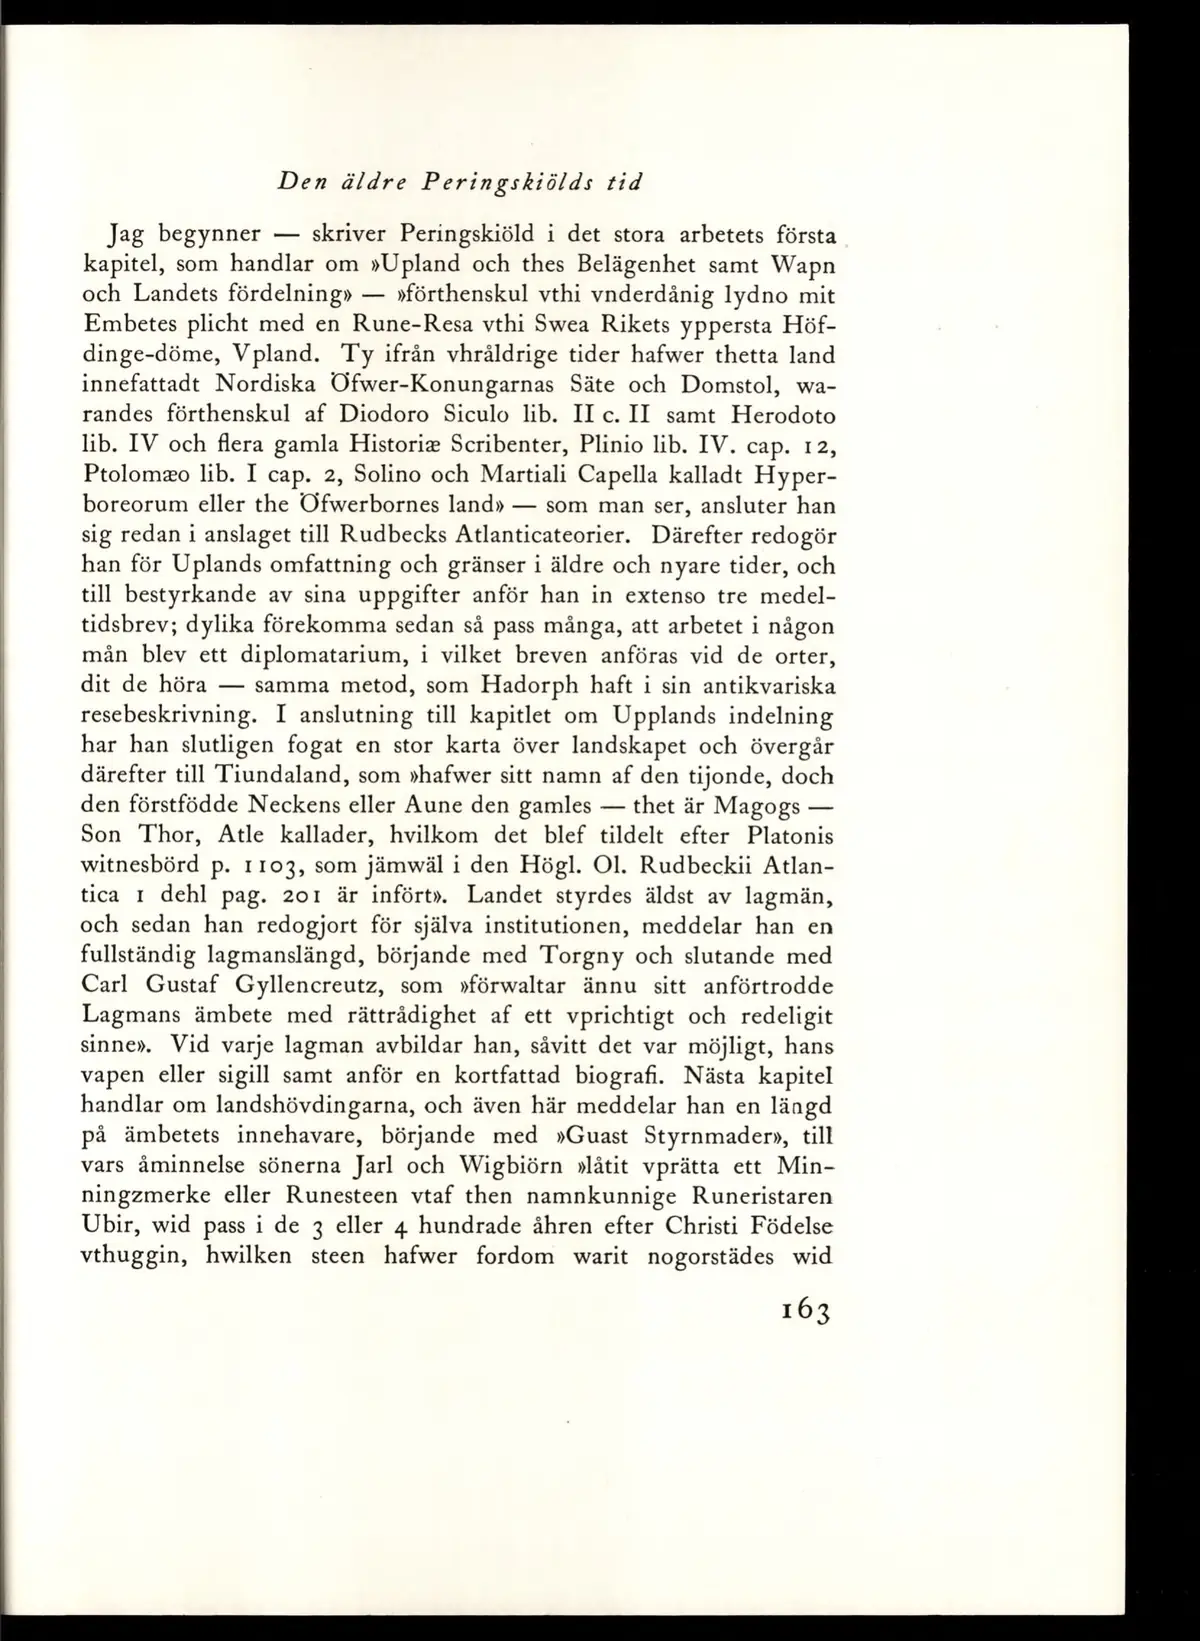 Den äldre Peringskiölds tid
Jag begynner — skriver Peringskiöld i det stora arbetets första
kapitel, som handlar om »Upland och thes Belägenhet samt Wapn
och Landets fördelning» — »förthenskul vthi vnderdånig lydno mit
Embetes plicht med en Rune-Resa vthi Swea Rikets yppersta Höf-
dinge-döme, Vpland. Ty ifrån vhråldrige tider hafwer thetta land
innefattadt Nordiska Öfwer-Konungarnas Säte och Domstol, wa-
randes förthenskul af Diodoro Siculo lib. II c. II samt Herodoto
lib. IV och flera gamla Historiæ Scribenter, Plinio lib. IV. cap. 12,
Ptolomæo lib. I cap. 2, Solino och Martiali Capella kalladt Hyper-
boreorum eller the Öfwerbornes land» — som man ser, ansluter han
sig redan i anslaget till Rudbecks Atlanticateorier. Därefter redogör
han för Uplands omfattning och gränser i äldre och nyare tider, och
till bestyrkande av sina uppgifter anför han in extenso tre medel-
tidsbrev; dylika förekomma sedan så pass många, att arbetet i någon
mån blev ett diplomatarium, i vilket breven anföras vid de orter,
dit de höra — samma metod, som Hadorph haft i sin antikvariska
resebeskrivning. I anslutning till kapitlet om Upplands indelning
har han slutligen fogat en stor karta över landskapet och övergår
därefter till Tiundaland, som »hafwer sitt namn af den tijonde, doch
den förstfödde Neckens eller Aune den gamles — thet är Magogs —
Son Thor, Atle kallader, hvilkom det blef tildelt efter Platonis
witnesbörd p. 1103, som jämwäl i den Högl. Ol. Rudbeckii Atlan-
tica 1 dehl pag. 201 är infört». Landet styrdes äldst av lagmän,
och sedan han redogjort för själva institutionen, meddelar han en
fullständig lagmanslängd, börjande med Torgny och slutande med
Carl Gustaf Gyllencreutz, som »förwaltar ännu sitt anförtrodde
Lagmans ämbete med rättrådighet af ett vprichtigt och redeligit
sinne». Vid varje lagman avbildar han, såvitt det var möjligt, hans
vapen eller sigill samt anför en kortfattad biografi. Nästa kapitel
handlar om landshövdingarna, och även här meddelar han en längd
på ämbetets innehavare, börjande med »Guast Styrnmader», till
vars åminnelse sönerna Jarl och Wigbiörn »låtit vprätta ett Min-
ningzmerke eller Runesteen vtaf then namnkunnige Runeristaren
Ubir, wid pass i de 3 eller 4 hundrade åhren efter Christi Födelse
vthuggin, hwilken steen hafwer fordom warit nogorstädes wid
163